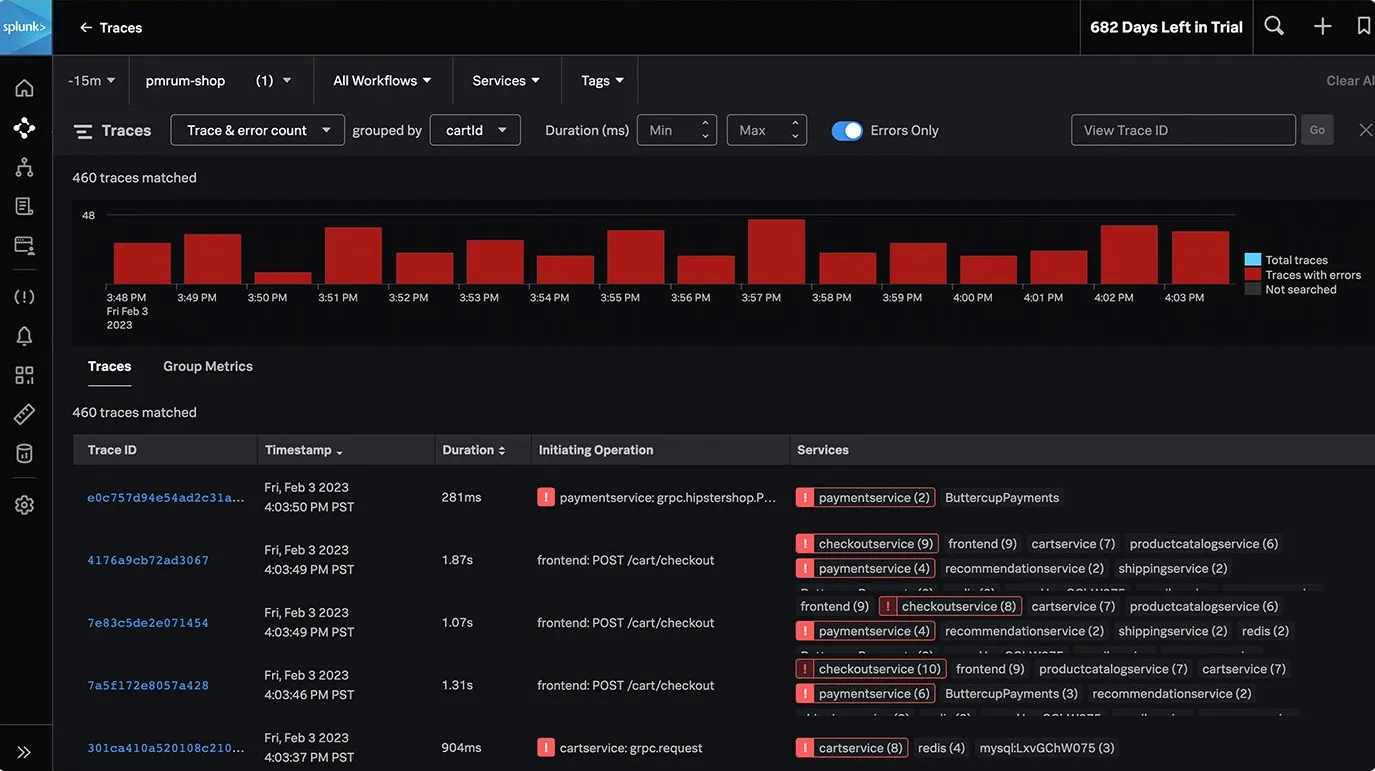 splunk>
Traces
682 Days Left in Trial
-15m
pmrum-shop (1)
All Workflows
Services
Tags
Clear Al
Traces
Trace & error count
grouped by
cartId
Duration (ms)
Min
Max
Errors Only
View Trace ID
Go
460 traces matched
48
3:48 PM 3:49 PM 3:50 PM 3:51 PM 3:52 PM 3:53 PM 3:54 PM 3:55 PM 3:56 PM 3:57 PM 3:58 PM 3:59 PM 4:00 PM 4:01 PM 4:02 PM 4:03 PM
Fri Feb 3
2023
Total traces
Traces with errors
Not searched
Traces Group Metrics
460 traces matched
Trace ID Timestamp Duration Initiating Operation Services
e0c757d94e54ad2c31a...
Fri, Feb 3 2023
4:03:50 PM PST
281ms
! paymentservice: grpc.hipstershop.P...
! paymentservice (2) ButtercupPayments
4176a9cb72ad3067
Fri, Feb 3 2023
4:03:49 PM PST
1.87s
frontend: POST /cart/checkout
! checkoutservice (9) frontend (9) cartservice (7) productcatalogservice (6)
! paymentservice (4) recommendationservice (2) shippingservice (2)
7e83c5de2e071454
Fri, Feb 3 2023
4:03:49 PM PST
1.07s
frontend: POST /cart/checkout
frontend (9) ! checkoutservice (8) cartservice (7) productcatalogservice (6)
! paymentservice (4) recommendationservice (2) shippingservice (2) redis (2)
7a5f172e8057a428
Fri, Feb 3 2023
4:03:46 PM PST
1.31s
frontend: POST /cart/checkout
! checkoutservice (10) frontend (9) productcatalogservice (7) cartservice (7)
! paymentservice (6) ButtercupPayments (3) recommendationservice (2)
301ca410a520108c210...
Fri, Feb 3 2023
4:03:37 PM PST
904ms
! cartservice: grpc.request
! cartservice (8) redis (4) mysql:LxvGChW075 (3)